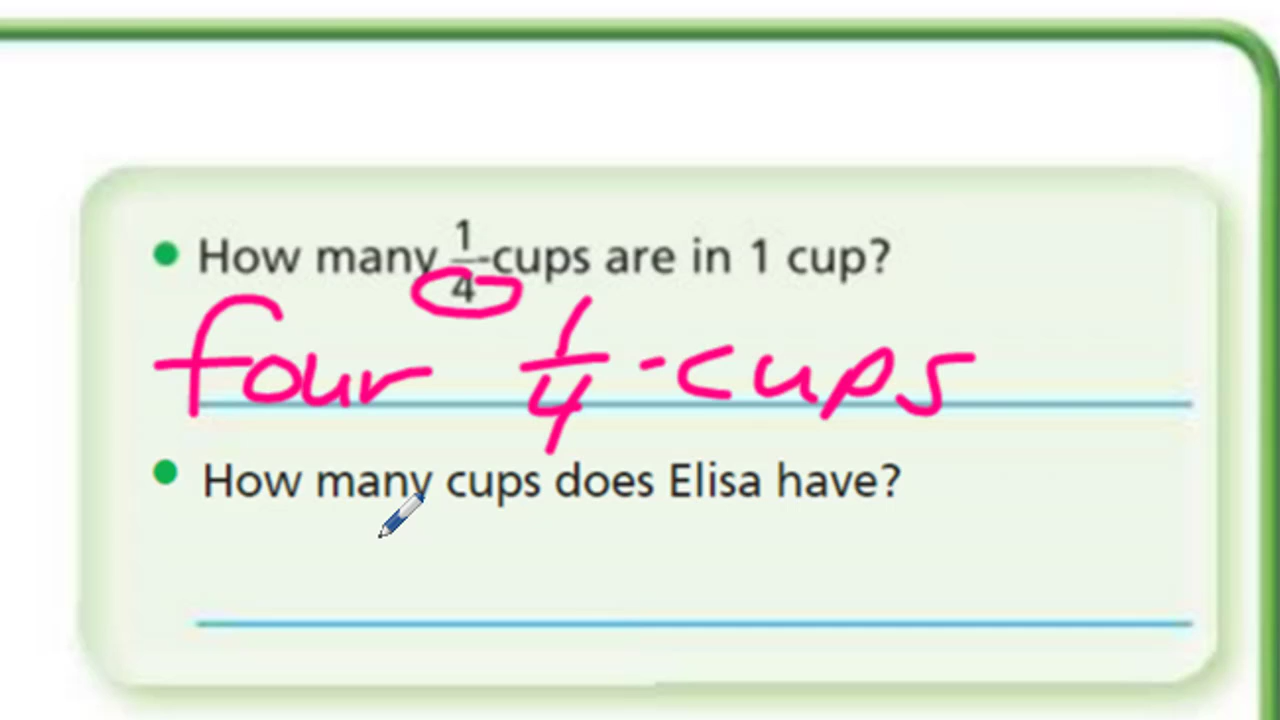 How many 1/4-cups are in 1 cup?
four 1/4-cups
How many cups does Elisa have?